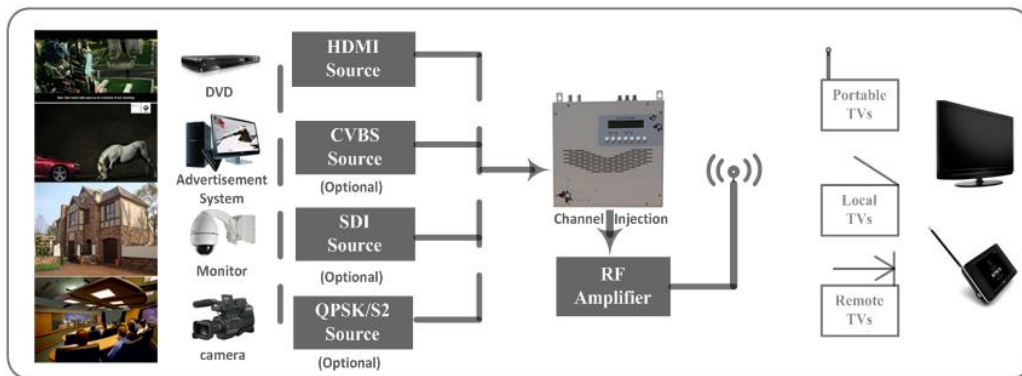 DVD
Advertisement
System
Monitor
camera
HDMI
Source
CVBS
Source
(Optional)
SDI
Source
(Optional)
QPSK/S2
Source
(Optional)
Channel Injection
RF
Amplifier
Portable
TVs
Local
TVs
Remote
TVs